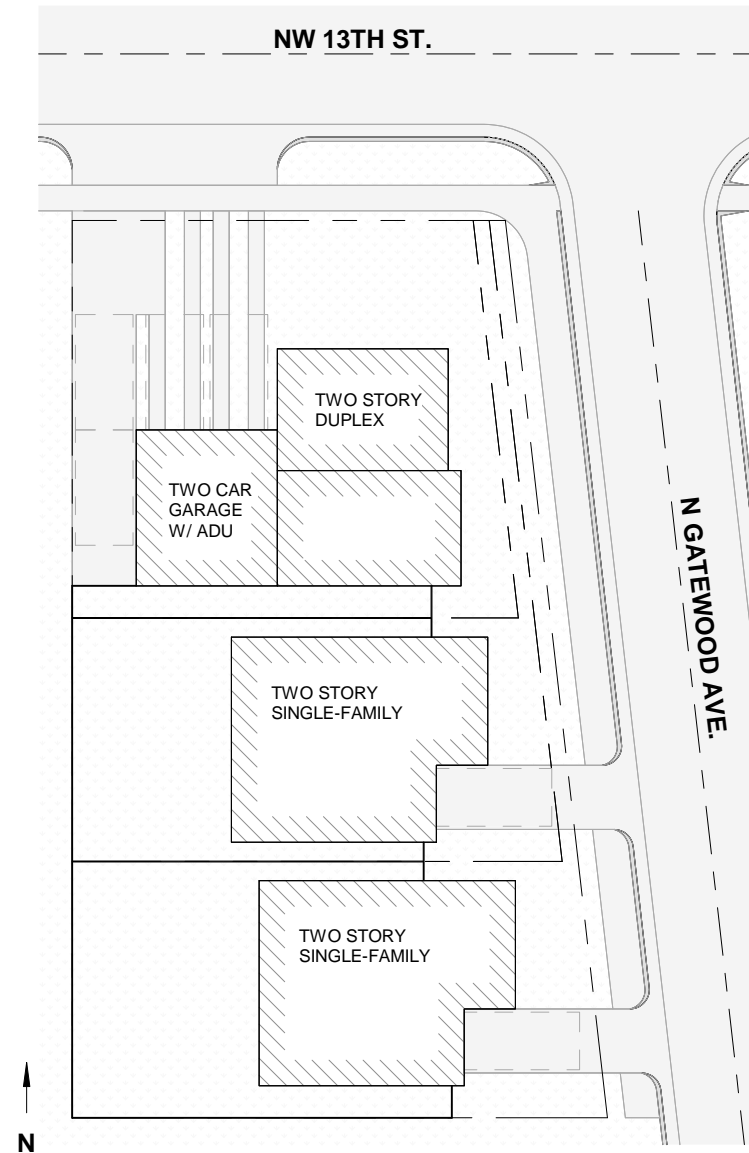 NW 13TH ST.
TWO STORY
DUPLEX
TWO CAR
GARAGE
W/ ADU
N GATEWOOD AVE.
TWO STORY
SINGLE-FAMILY
TWO STORY
SINGLE-FAMILY
N